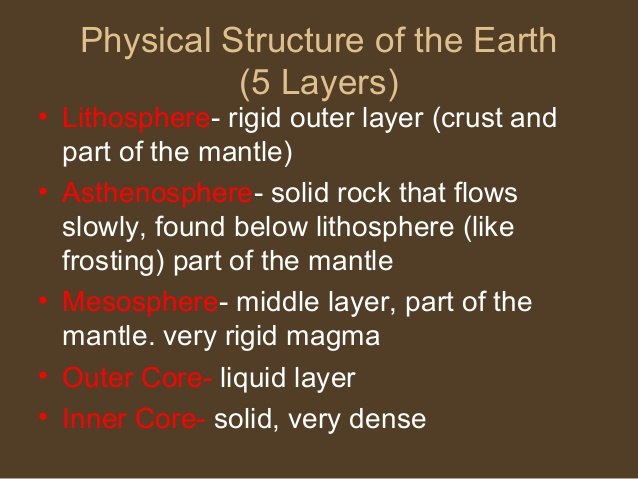 Physical Structure of the Earth
(5 Layers)
• Lithosphere- rigid outer layer (crust and
part of the mantle)
• Asthenosphere- solid rock that flows
slowly, found below lithosphere (like
frosting) part of the mantle
• Mesosphere- middle layer, part of the
mantle. very rigid magma
• Outer Core- liquid layer
• Inner Core- solid, very dense